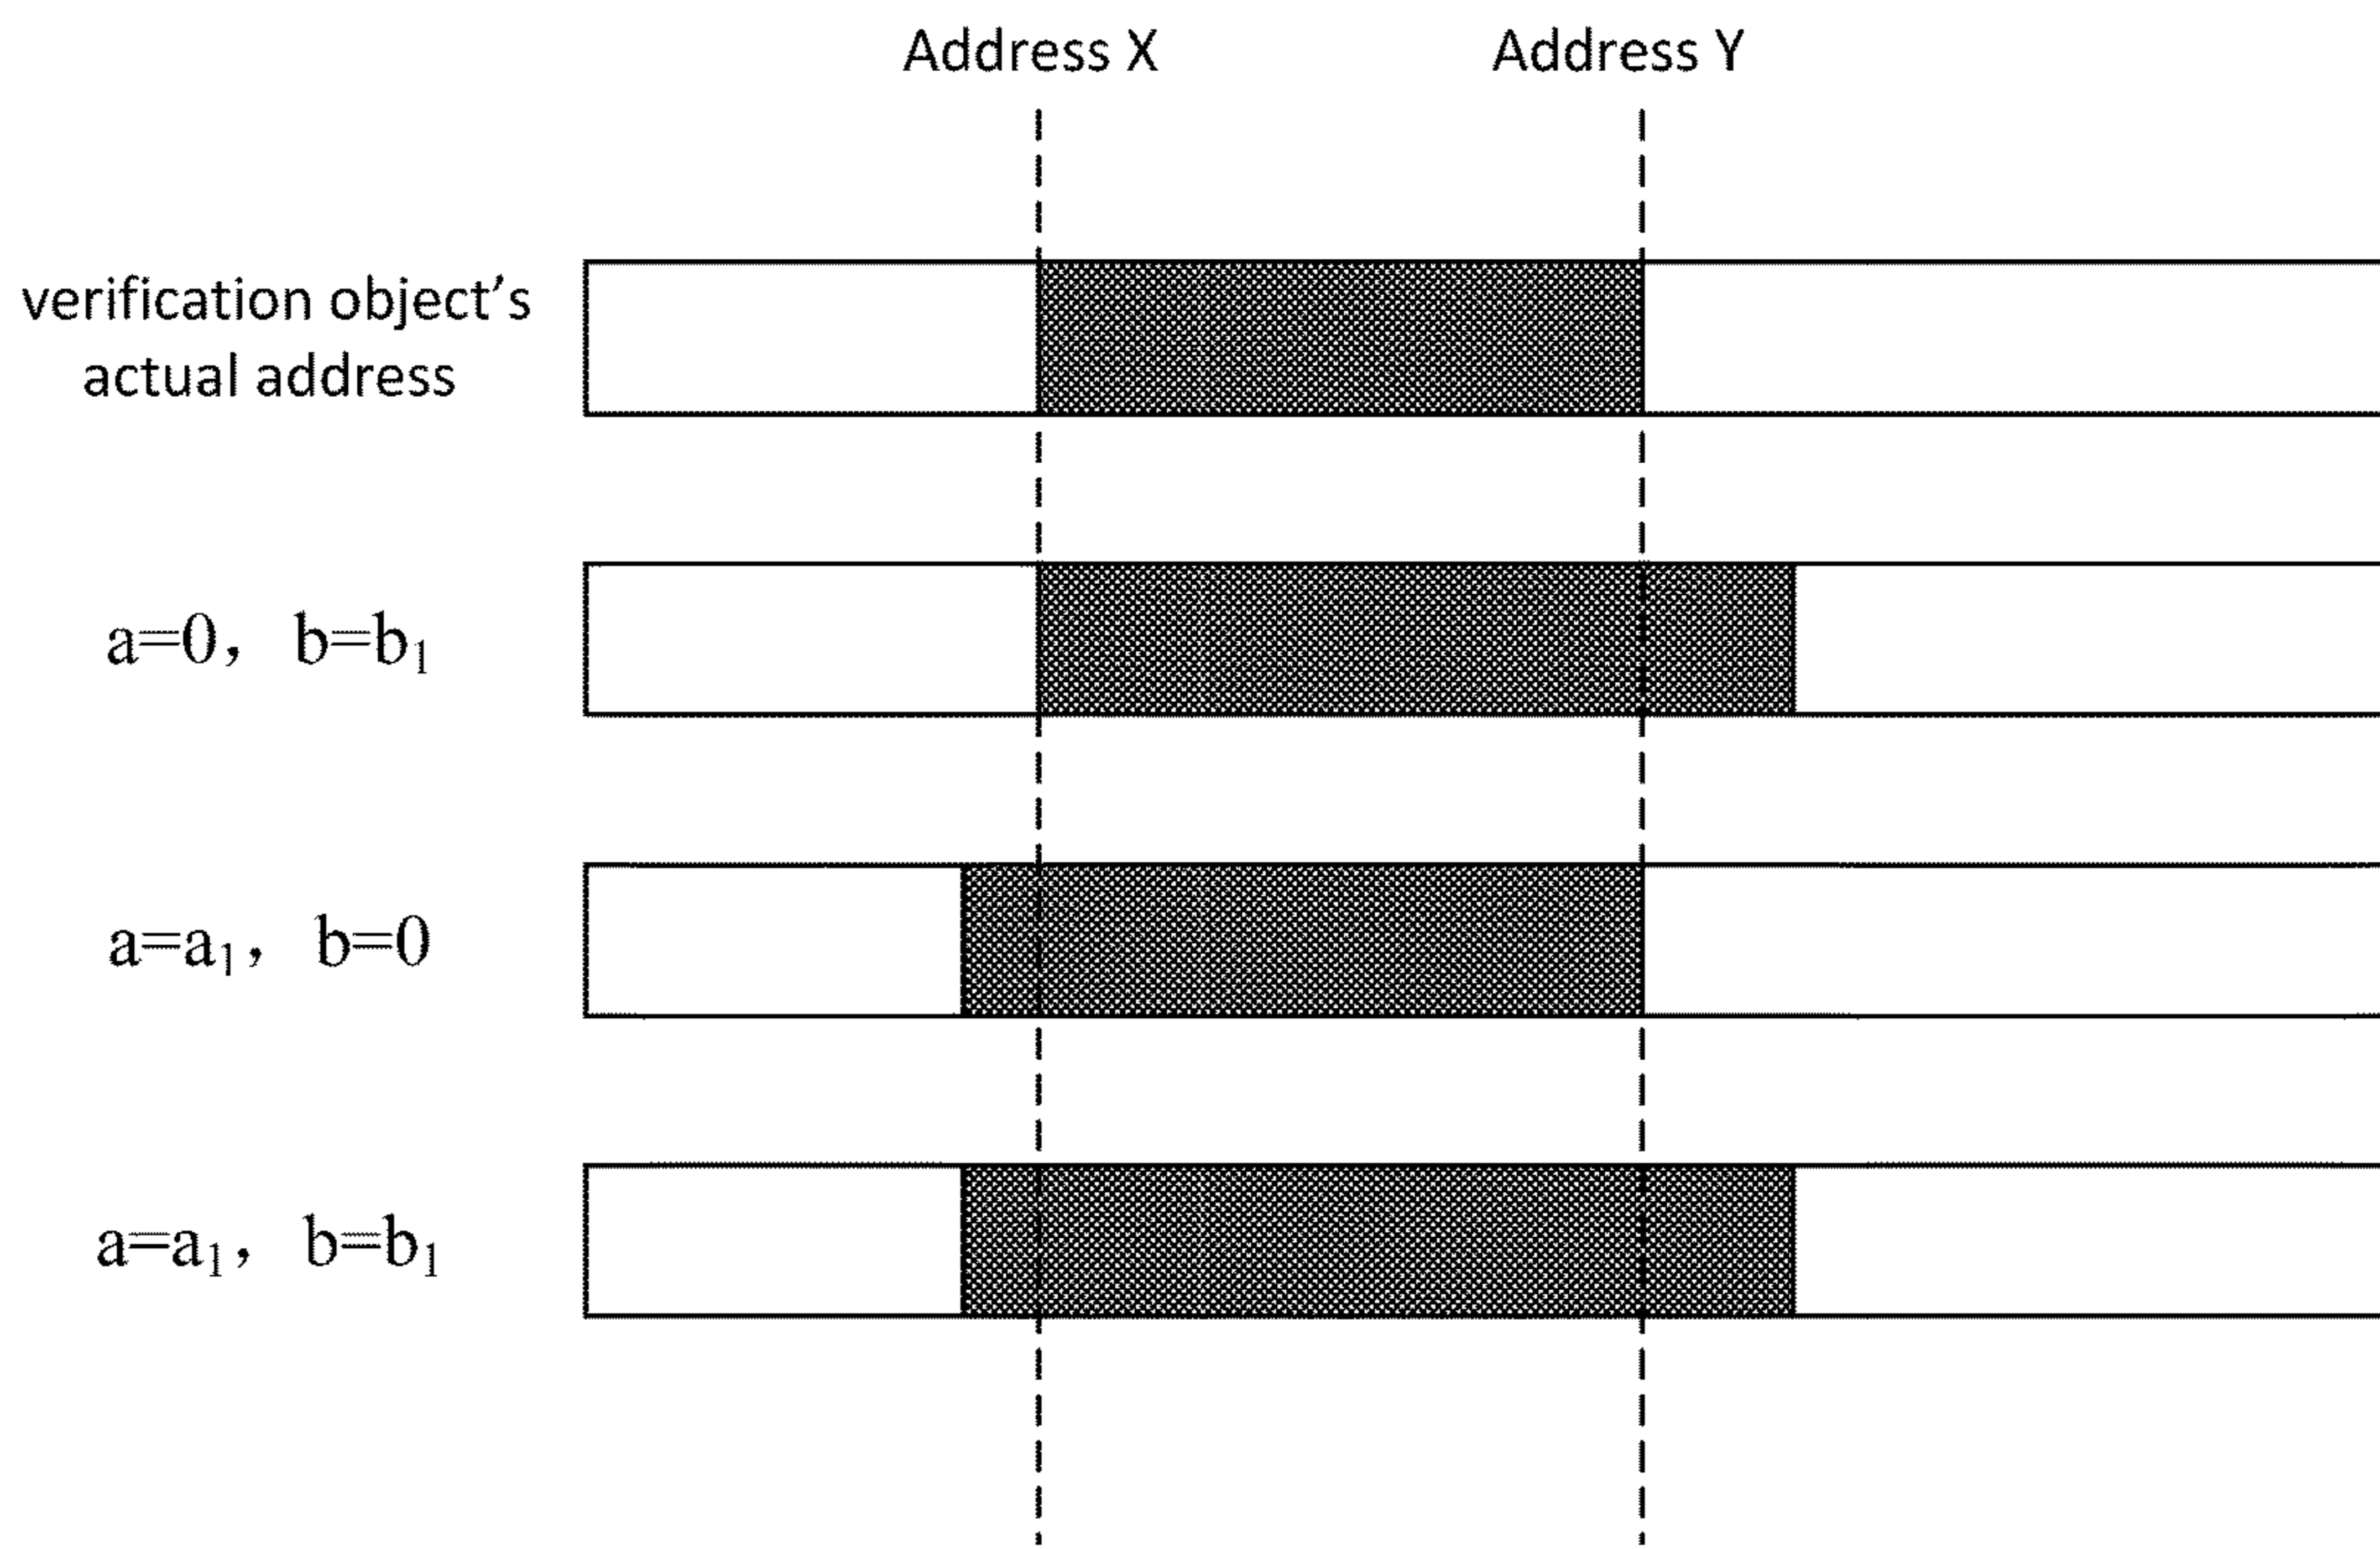 Address X Address Y
verification object’s
actual address
a=0，b=b₁
a=a₁，b=0
a=a₁，b=b₁